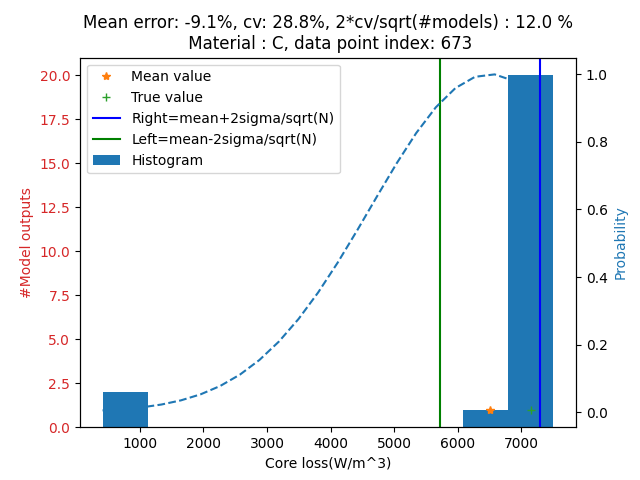 Mean error: -9.1%, cv: 28.8%, 2*cv/sqrt(#models) : 12.0 %
Material : C, data point index: 673
Mean value
True value
Right=mean+2sigma/sqrt(N)
Left=mean-2sigma/sqrt(N)
Histogram
#Model outputs
20.0
17.5
15.0
12.5
10.0
7.5
5.0
2.5
0.0
1.0
0.8
0.6
0.4
0.2
0.0
Probability
1000 2000 3000 4000 5000 6000 7000
Core loss(W/m^3)